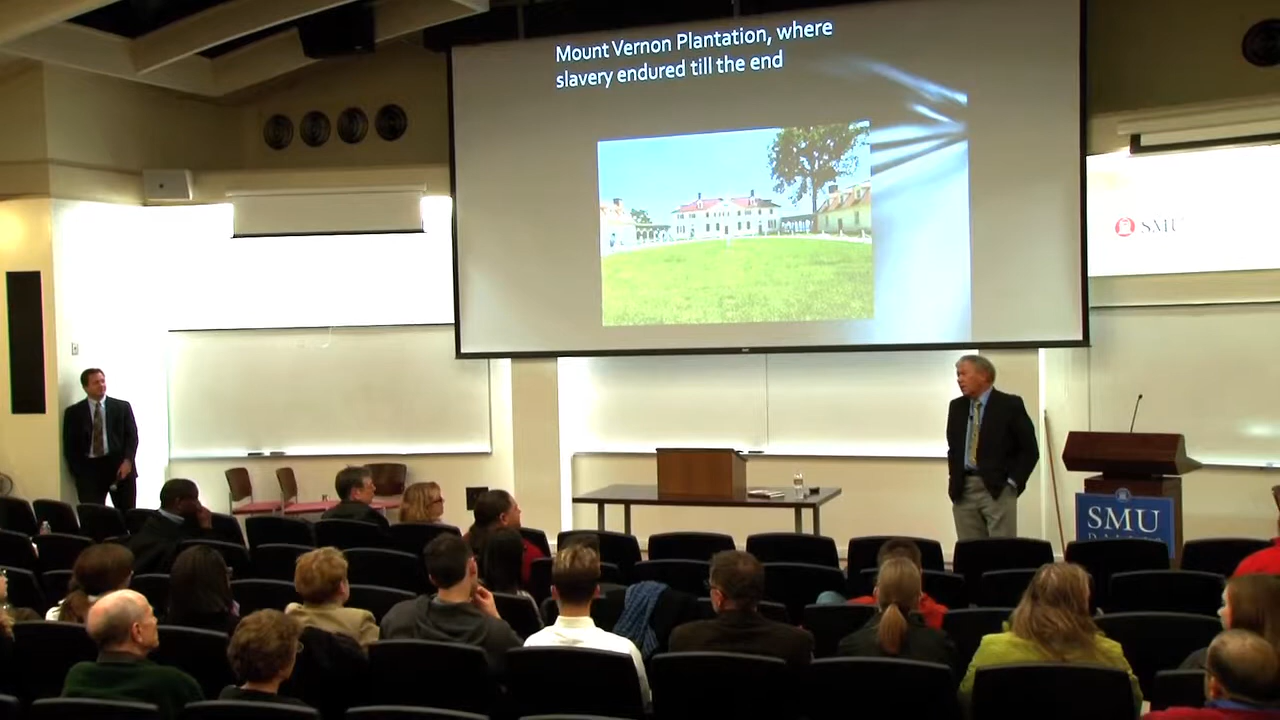 Mount Vernon Plantation, where
slavery endured till the end
SMU
SMU